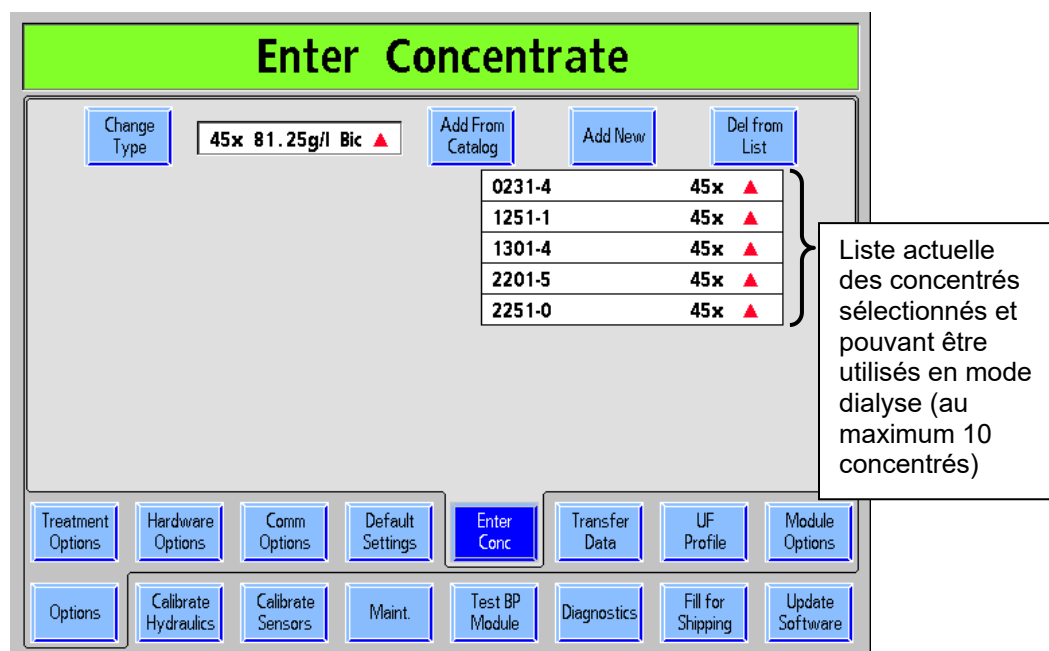 Enter Concentrate
Change
Type
45x 81.25g/l Bic ▲
Add From
Catalog
Add New
Del from
List
0231-4 45x ▲
1251-1 45x ▲
1301-4 45x ▲
2201-5 45x ▲
2251-0 45x ▲
Liste actuelle
des concentrés
sélectionnés et
pouvant être
utilisés en mode
dialyse (au
maximum 10
concentrés)
Treatment
Options
Hardware
Options
Comm
Options
Default
Settings
Enter
Conc
Transfer
Data
UF
Profile
Module
Options
Options
Calibrate
Hydraulics
Calibrate
Sensors
Maint.
Test BP
Module
Diagnostics
Fill for
Shipping
Update
Software